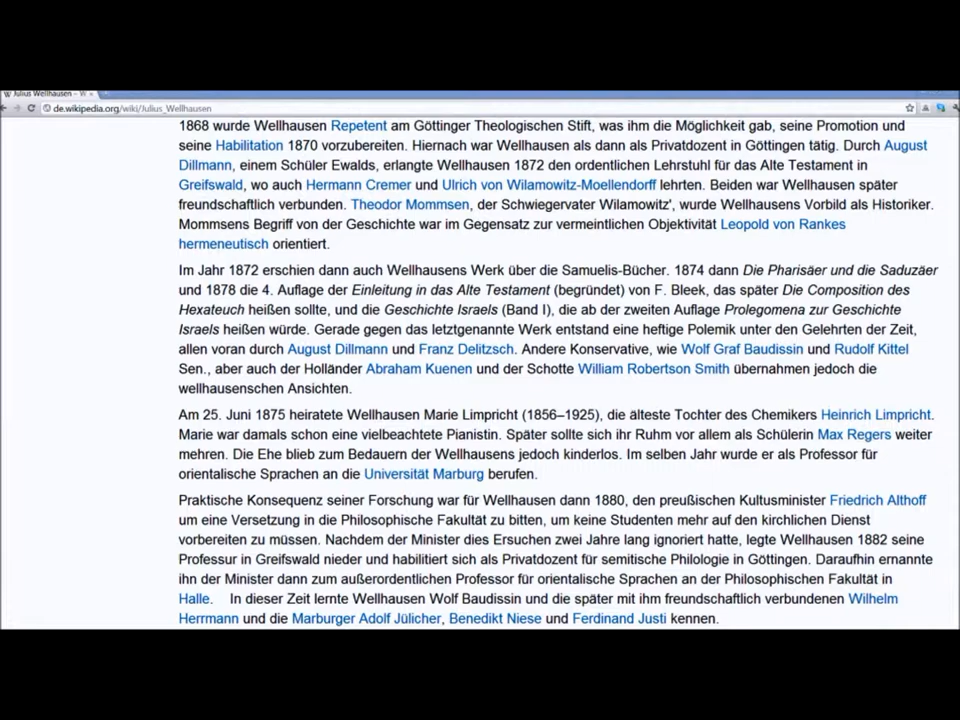 Julius Wellhausen – W
de.wikipedia.org/wiki/Julius_Wellhausen
1868 wurde Wellhausen Repetent am Göttinger Theologischen Stift, was ihm die Möglichkeit gab, seine Promotion und
seine Habilitation 1870 vorzubereiten. Hiernach war Wellhausen als dann als Privatdozent in Göttingen tätig. Durch August
Dillmann, einem Schüler Ewalds, erlangte Wellhausen 1872 den ordentlichen Lehrstuhl für das Alte Testament in
Greifswald, wo auch Hermann Cremer und Ulrich von Wilamowitz-Moellendorff lehrten. Beiden war Wellhausen später
freundschaftlich verbunden. Theodor Mommsen, der Schwiegervater Wilamowitz', wurde Wellhausens Vorbild als Historiker.
Mommsens Begriff von der Geschichte war im Gegensatz zur vermeintlichen Objektivität Leopold von Rankes
hermeneutisch orientiert.
Im Jahr 1872 erschien dann auch Wellhausens Werk über die Samuelis-Bücher. 1874 dann Die Pharisäer und die Saduzäer
und 1878 die 4. Auflage der Einleitung in das Alte Testament (begründet) von F. Bleek, das später Die Composition des
Hexateuch heißen sollte, und die Geschichte Israels (Band I), die ab der zweiten Auflage Prolegomena zur Geschichte
Israels heißen würde. Gerade gegen das letztgenannte Werk entstand eine heftige Polemik unter den Gelehrten der Zeit,
allen voran durch August Dillmann und Franz Delitzsch. Andere Konservative, wie Wolf Graf Baudissin und Rudolf Kittel
Sen., aber auch der Holländer Abraham Kuenen und der Schotte William Robertson Smith übernahmen jedoch die
wellhausenschen Ansichten.
Am 25. Juni 1875 heiratete Wellhausen Marie Limpricht (1856–1925), die älteste Tochter des Chemikers Heinrich Limpricht.
Marie war damals schon eine vielbeachtete Pianistin. Später sollte sich ihr Ruhm vor allem als Schülerin Max Regers weiter
mehren. Die Ehe blieb zum Bedauern der Wellhausens jedoch kinderlos. Im selben Jahr wurde er als Professor für
orientalische Sprachen an die Universität Marburg berufen.
Praktische Konsequenz seiner Forschung war für Wellhausen dann 1880, den preußischen Kultusminister Friedrich Althoff
um eine Versetzung in die Philosophische Fakultät zu bitten, um keine Studenten mehr auf den kirchlichen Dienst
vorbereiten zu müssen. Nachdem der Minister dies Ersuchen zwei Jahre lang ignoriert hatte, legte Wellhausen 1882 seine
Professur in Greifswald nieder und habilitiert sich als Privatdozent für semitische Philologie in Göttingen. Daraufhin ernannte
ihn der Minister dann zum außerordentlichen Professor für orientalische Sprachen an der Philosophischen Fakultät in
Halle. In dieser Zeit lernte Wellhausen Wolf Baudissin und die später mit ihm freundschaftlich verbundenen Wilhelm
Herrmann und die Marburger Adolf Jülicher, Benedikt Niese und Ferdinand Justi kennen.